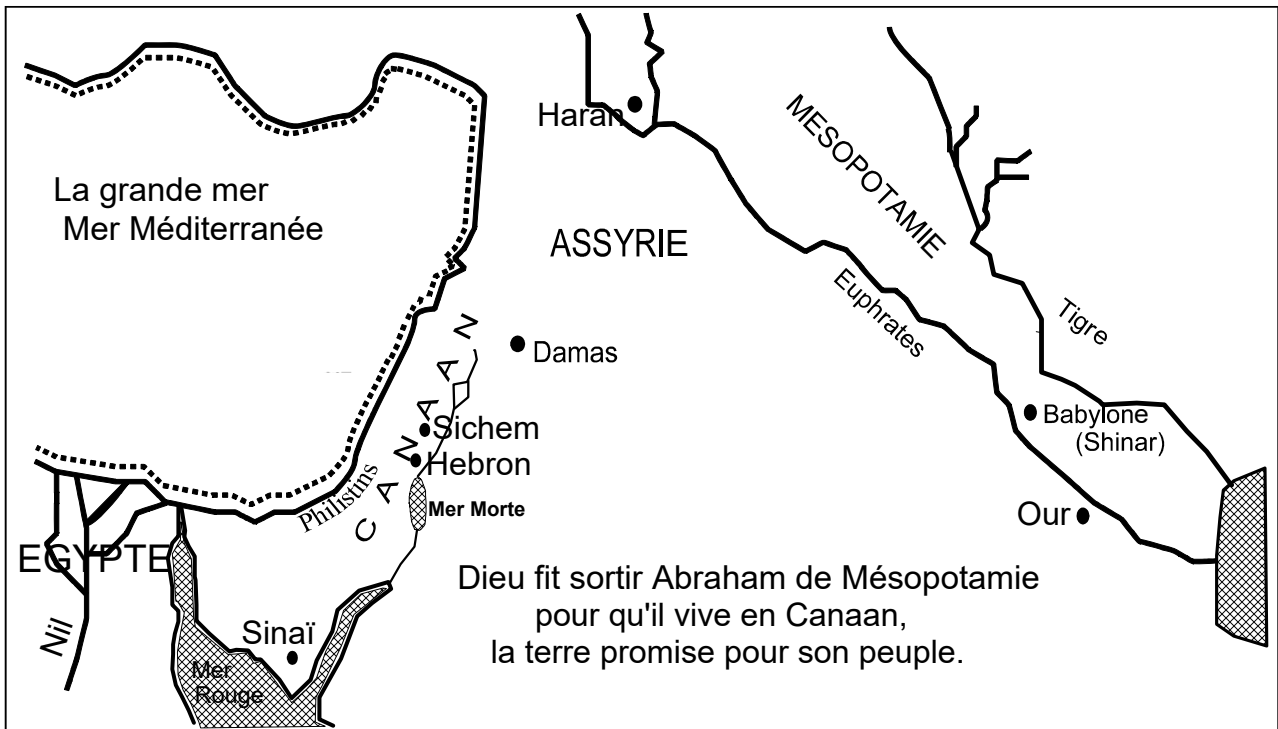 Haran
MESOPOTAMIE
La grande mer
Mer Méditerranée
ASSYRIE
Euphrates
Tigre
CANAAN
Damas
Babylone
(Shinar)
Sichem
Hebron
Philistins
Mer Morte
Our
EGYPTE
Dieu fit sortir Abraham de Mésopotamie
pour qu'il vive en Canaan,
la terre promise pour son peuple.
Nil
Sinaï
Mer
Rouge